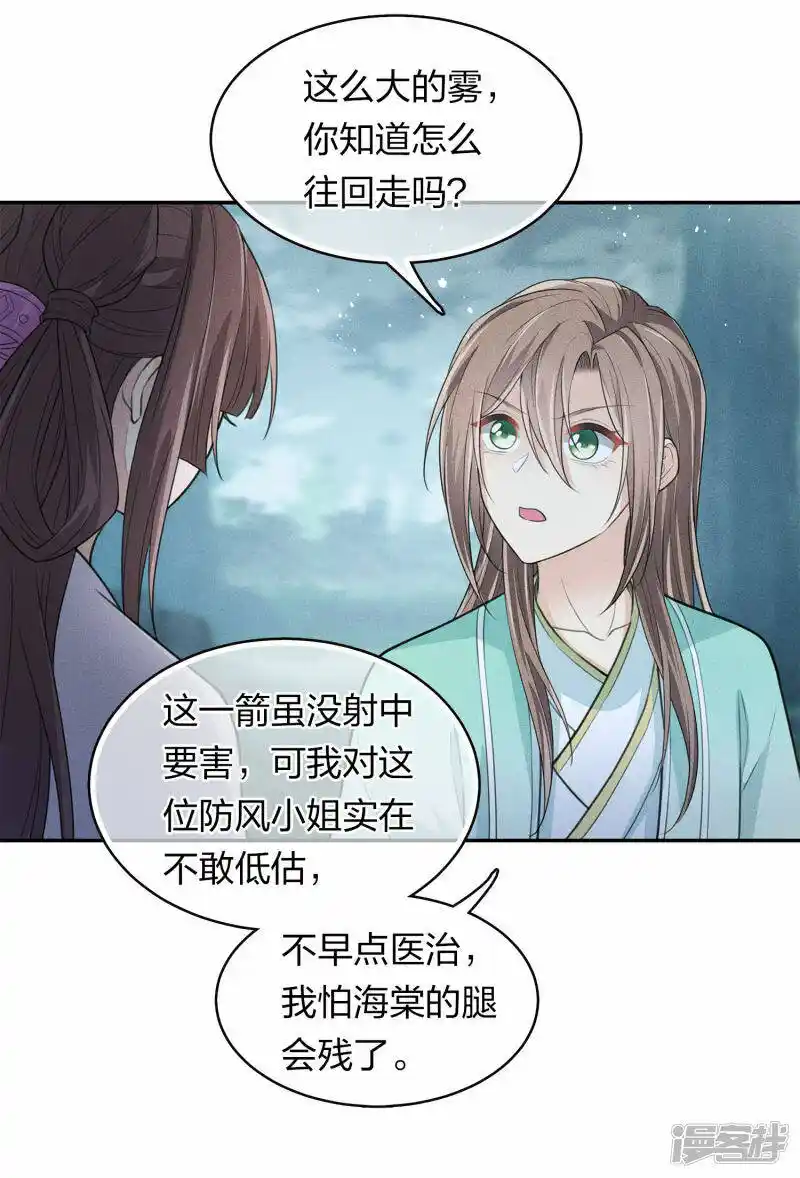 这么大的雾，
你知道怎么
往回走吗？
这一箭虽没射中
要害，可我对这
位防风小姐实在
不敢低估，
不早点医治，
我怕海棠的腿
会残了。
漫客栈